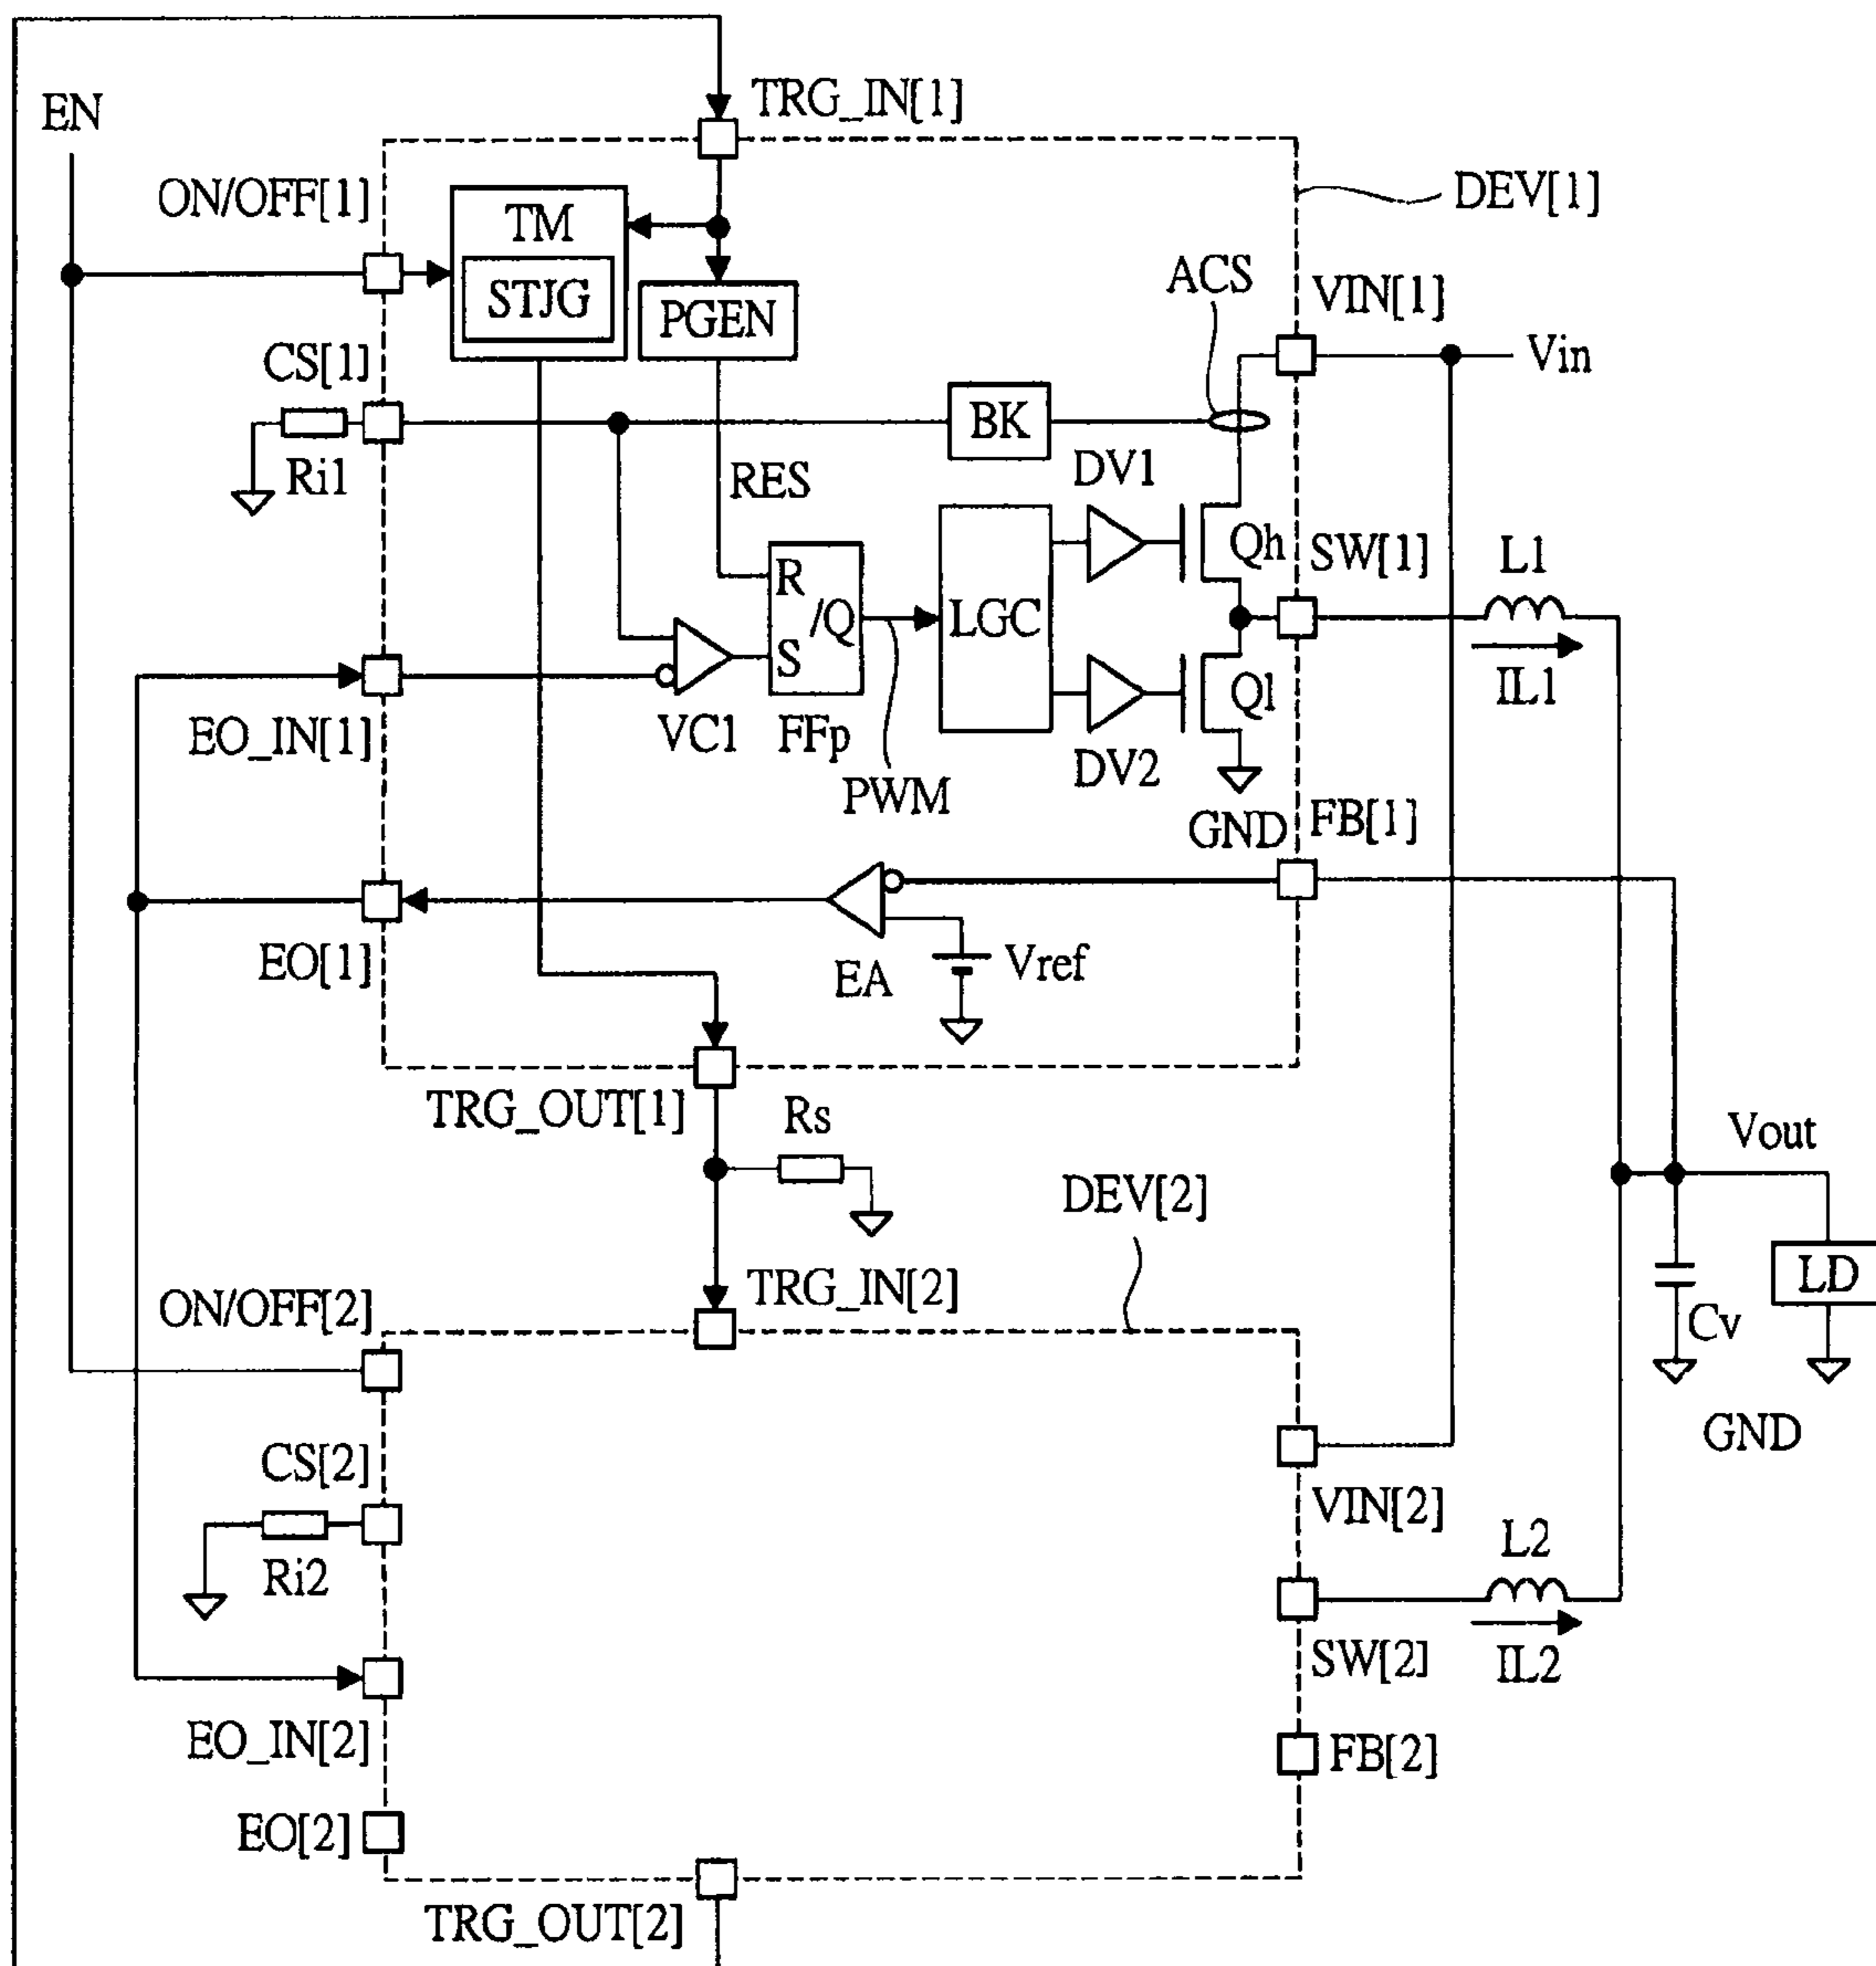 TRG_IN[1]
EN
ON/OFF[1]
DEV[1]
TM
STJG
PGEN
ACS
VIN[1]
Vin
CS[1]
BK
Ri1
RES
DV1
Qh
SW[1]
L1
R
/Q
S
LGC
IL1
Ql
EO_IN[1]
VC1
FFp
PWM
DV2
GND
FB[1]
EO[1]
EA
Vref
TRG_OUT[1]
Rs
Vout
DEV[2]
TRG_IN[2]
LD
Cv
ON/OFF[2]
GND
CS[2]
VIN[2]
L2
Ri2
SW[2]
IL2
EO_IN[2]
FB[2]
EO[2]
TRG_OUT[2]